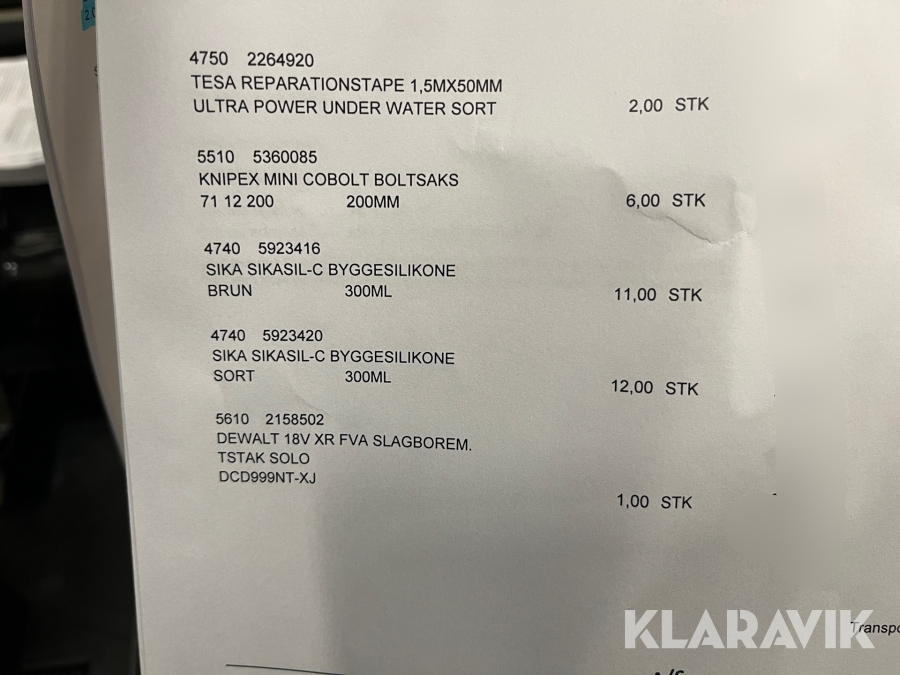 4750 2264920
TESA REPARATIONSTAPE 1,5MX50MM
ULTRA POWER UNDER WATER SORT 2,00 STK
5510 5360085
KNIPEX MINI COBOLT BOLTSAKS
71 12 200 200MM 6,00 STK
4740 5923416
SIKA SIKASIL-C BYGGESILIKONE
BRUN 300ML 11,00 STK
4740 5923420
SIKA SIKASIL-C BYGGESILIKONE
SORT 300ML 12,00 STK
5610 2158502
DEWALT 18V XR FVA SLAGBOREM.
TSTAK SOLO
DCD999NT-XJ
1,00 STK
KLARAVIK